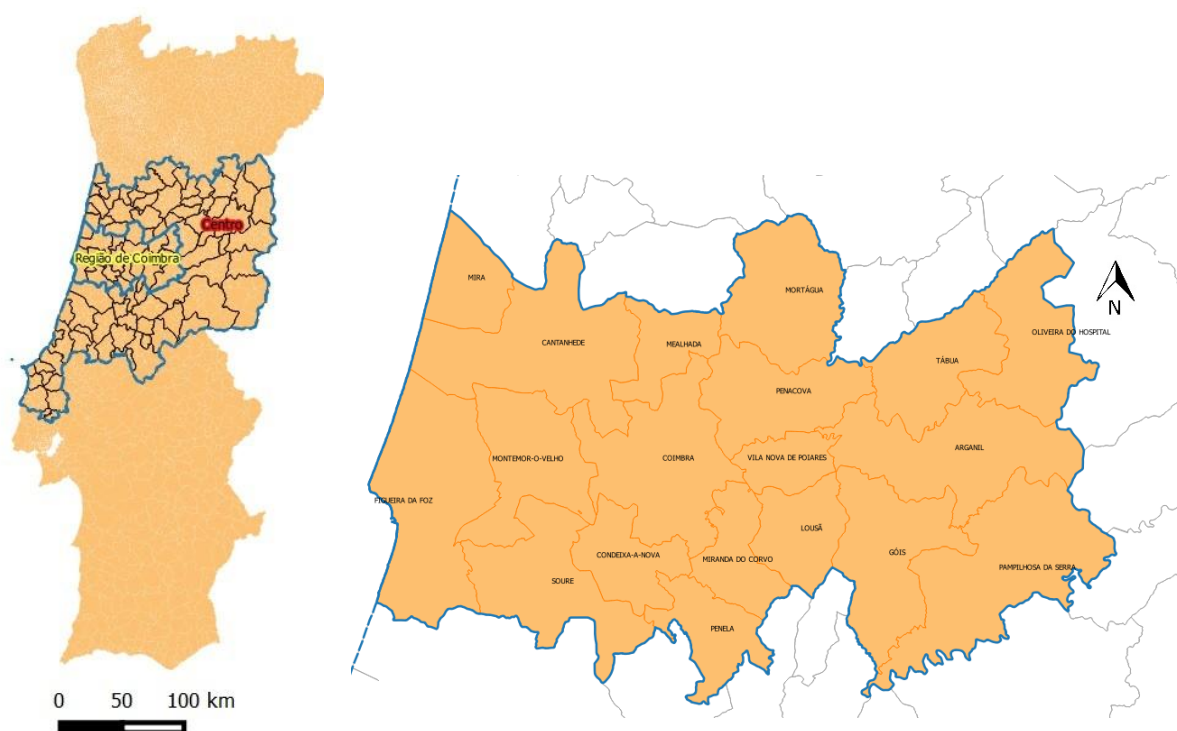 Centro
Região de Coimbra
0 50 100 km
N
MIRA
MORTÁGUA
OLIVEIRA DO HOSPITAL
CANTANHEDE
MEALHADA
TÁBUA
PENACOVA
ARGANIL
MONTEMOR-O-VELHO
COIMBRA
VILA NOVA DE POIARES
FIGUEIRA DA FOZ
LOUSÃ
CONDEIXA-A-NOVA
MIRANDA DO CORVO
GÓIS
PAMPILHOSA DA SERRA
SOURE
PENELA